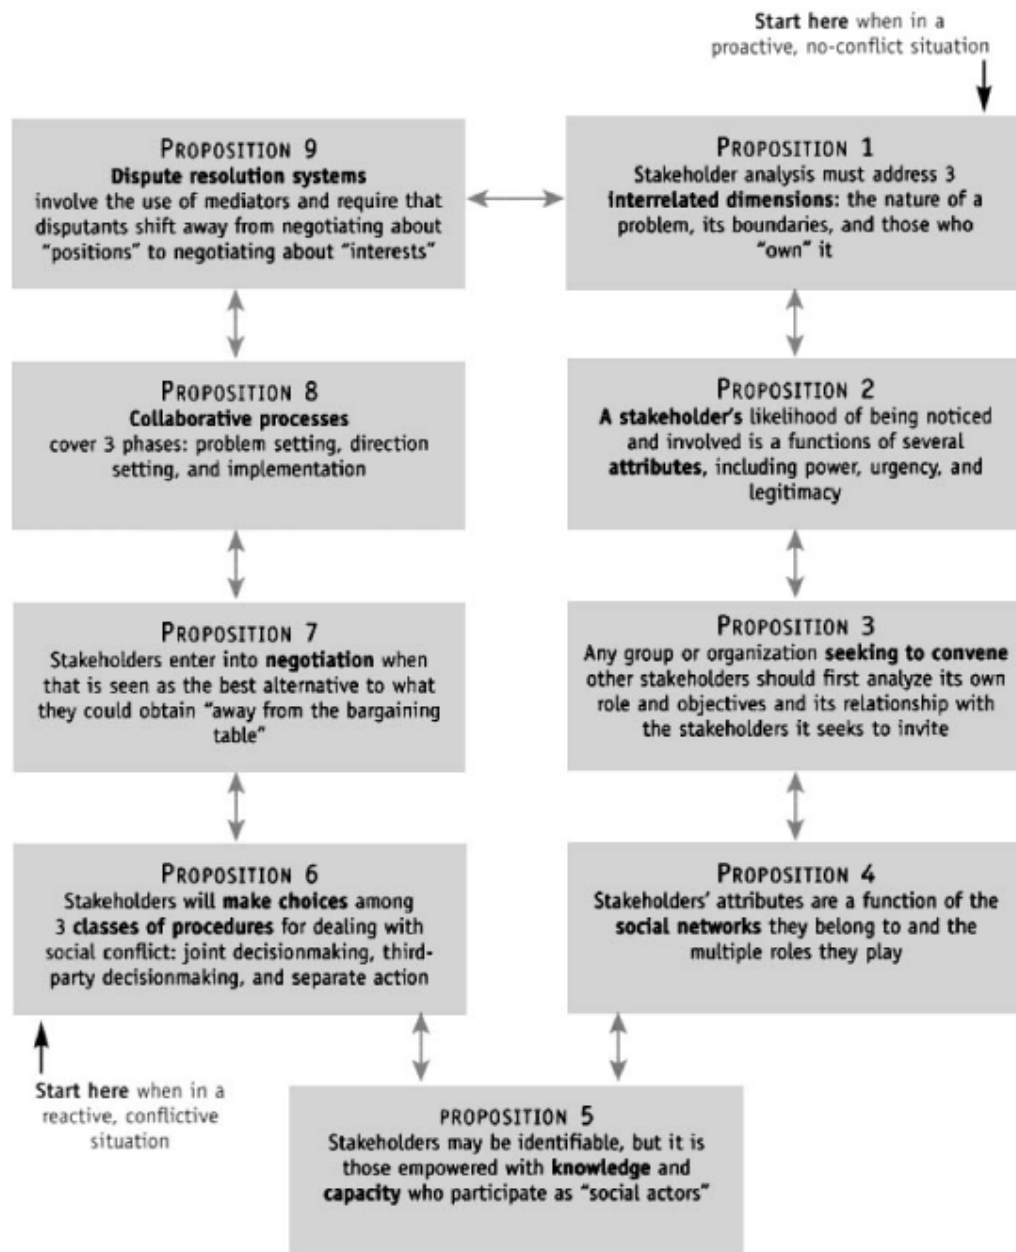 Start here when in a
proactive, no-conflict situation
PROPOSITION 9
Dispute resolution systems
involve the use of mediators and require that
disputants shift away from negotiating about
“positions” to negotiating about “interests”
PROPOSITION 1
Stakeholder analysis must address 3
interrelated dimensions: the nature of a
problem, its boundaries, and those who
“own” it
PROPOSITION 8
Collaborative processes
cover 3 phases: problem setting, direction
setting, and implementation
PROPOSITION 2
A stakeholder’s likelihood of being noticed
and involved is a functions of several
attributes, including power, urgency, and
legitimacy
PROPOSITION 7
Stakeholders enter into negotiation when
that is seen as the best alternative to what
they could obtain “away from the bargaining
table”
PROPOSITION 3
Any group or organization seeking to convene
other stakeholders should first analyze its own
role and objectives and its relationship with
the stakeholders it seeks to invite
PROPOSITION 6
Stakeholders will make choices among
3 classes of procedures for dealing with
social conflict: joint decisionmaking, third-
party decisionmaking, and separate action
PROPOSITION 4
Stakeholders’ attributes are a function of the
social networks they belong to and the
multiple roles they play
Start here when in a
reactive, conflictive
situation
PROPOSITION 5
Stakeholders may be identifiable, but it is
those empowered with knowledge and
capacity who participate as “social actors”